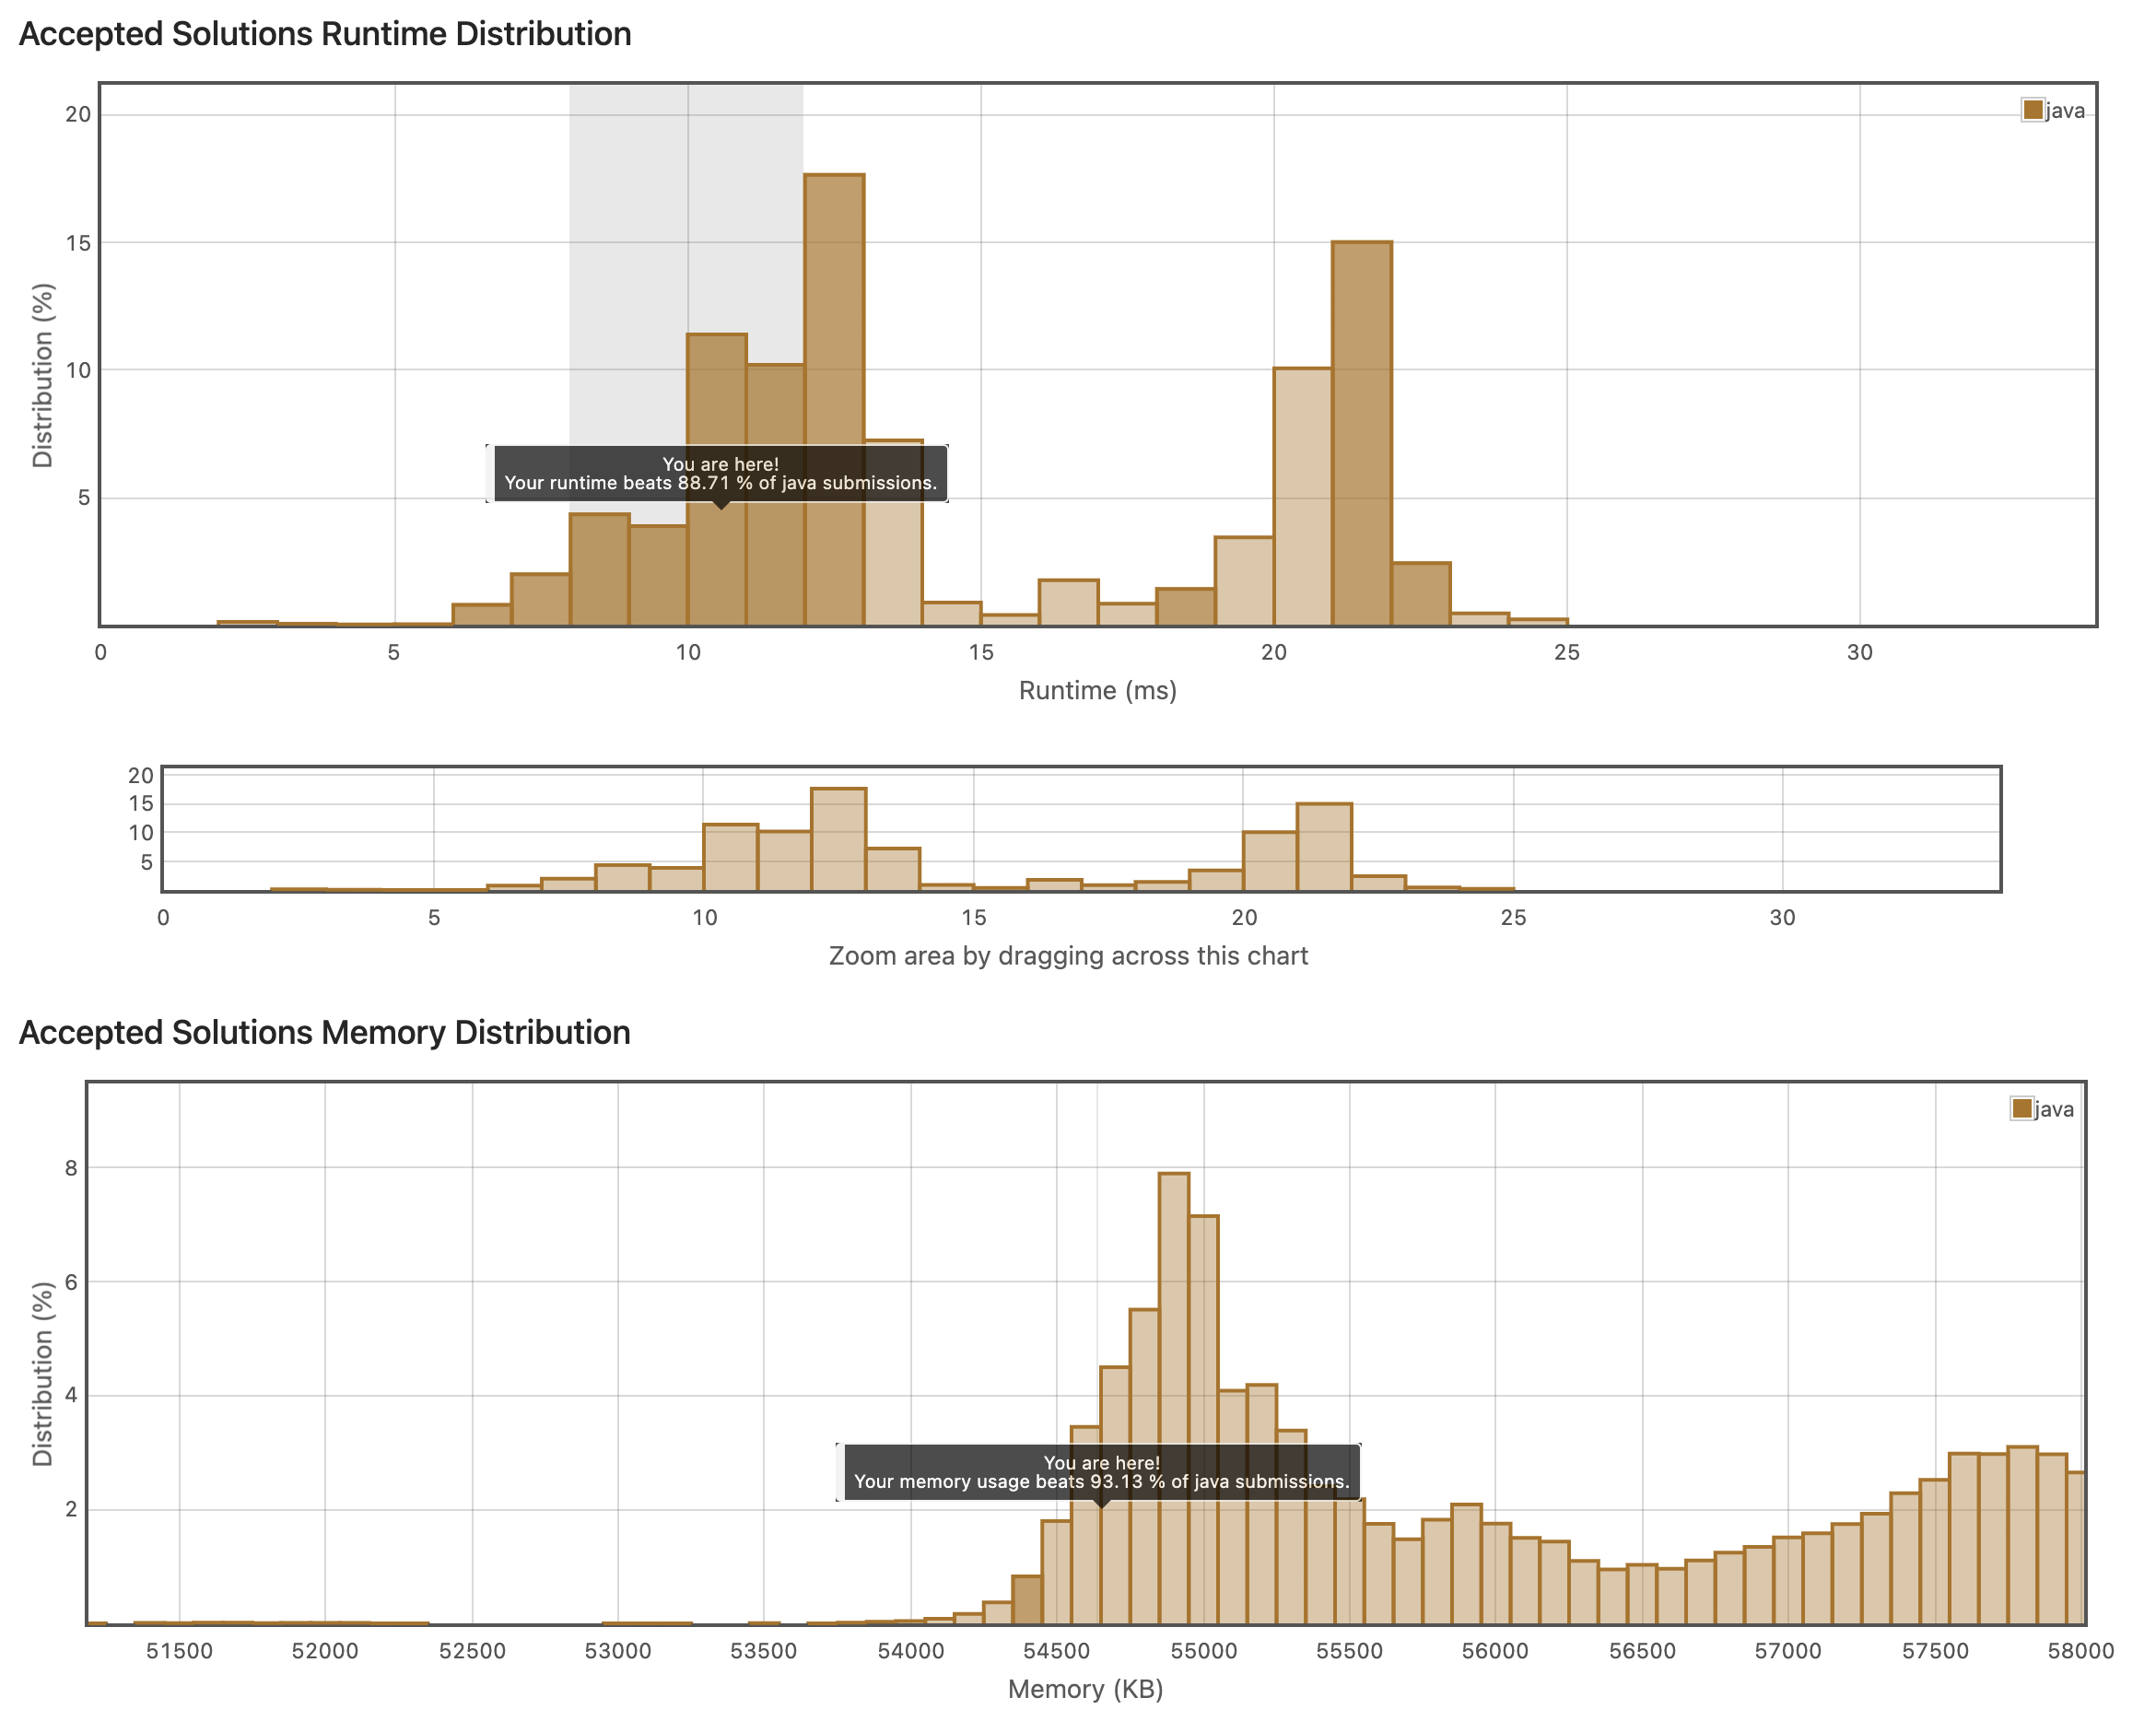 Accepted Solutions Runtime Distribution
20
15
10
5
Distribution (%)
java
You are here!
Your runtime beats 88.71 % of java submissions.
0 5 10 15 20 25 30
Runtime (ms)
20
15
10
5
0 5 10 15 20 25 30
Zoom area by dragging across this chart
Accepted Solutions Memory Distribution
8
6
4
2
Distribution (%)
java
You are here!
Your memory usage beats 93.13 % of java submissions.
51500 52000 52500 53000 53500 54000 54500 55000 55500 56000 56500 57000 57500 58000
Memory (KB)